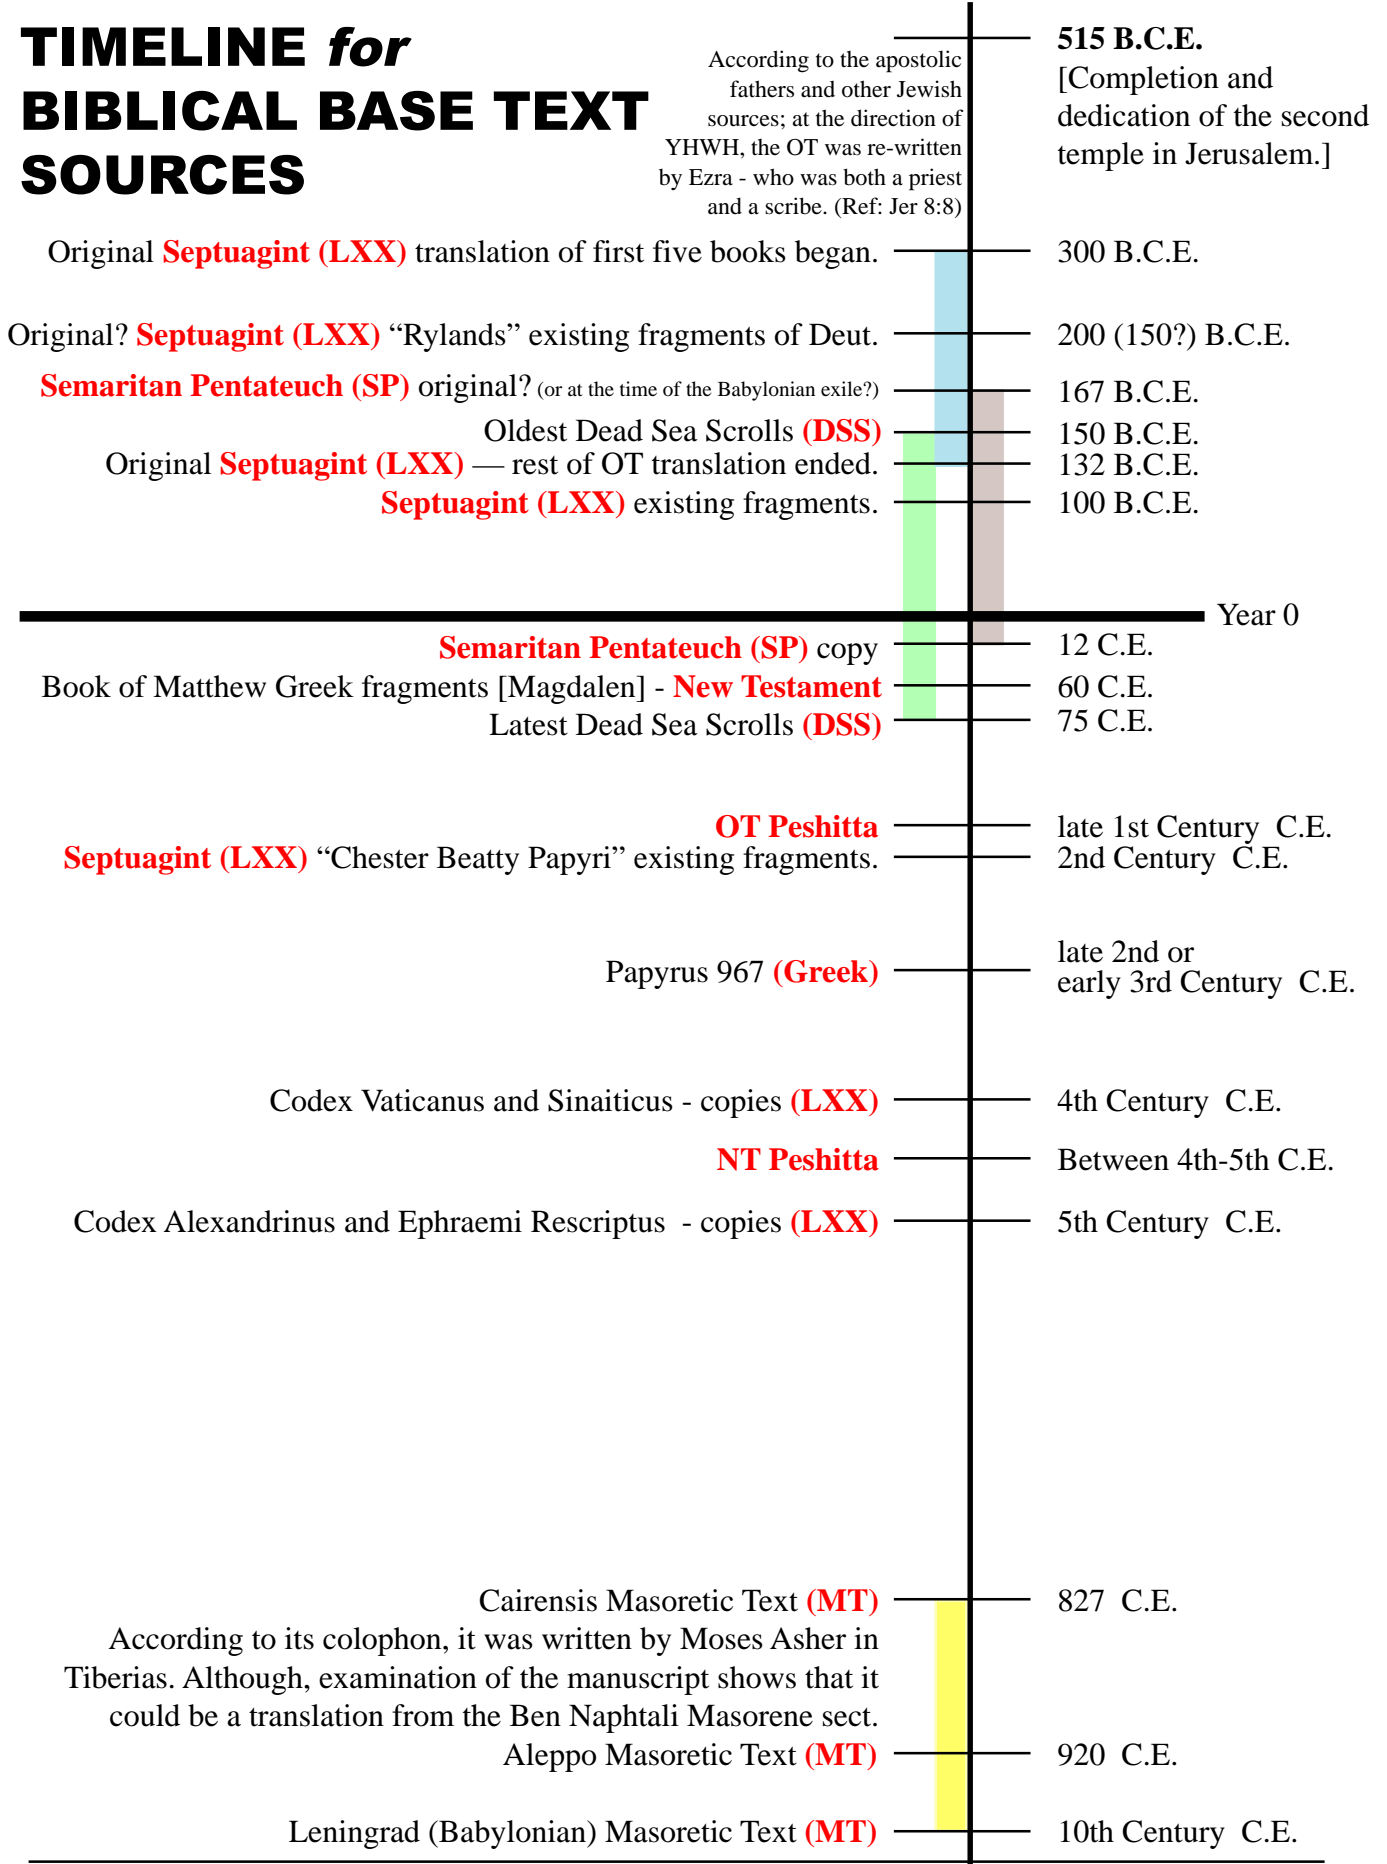 TIMELINE for
BIBLICAL BASE TEXT
SOURCES
According to the apostolic
fathers and other Jewish
sources; at the direction of
YHWH, the OT was re-written
by Ezra - who was both a priest
and a scribe. (Ref: Jer 8:8)
515 B.C.E.
[Completion and
dedication of the second
temple in Jerusalem.]
Original Septuagint (LXX) translation of first five books began. 300 B.C.E.
Original? Septuagint (LXX) “Rylands” existing fragments of Deut. 200 (150?) B.C.E.
Semaritan Pentateuch (SP) original? (or at the time of the Babylonian exile?) 167 B.C.E.
Oldest Dead Sea Scrolls (DSS) 150 B.C.E.
Original Septuagint (LXX) — rest of OT translation ended. 132 B.C.E.
Septuagint (LXX) existing fragments. 100 B.C.E.
Year 0
Semaritan Pentateuch (SP) copy 12 C.E.
Book of Matthew Greek fragments [Magdalen] - New Testament 60 C.E.
Latest Dead Sea Scrolls (DSS) 75 C.E.
OT Peshitta late 1st Century C.E.
Septuagint (LXX) “Chester Beatty Papyri” existing fragments. 2nd Century C.E.
Papyrus 967 (Greek) late 2nd or
early 3rd Century C.E.
Codex Vaticanus and Sinaiticus - copies (LXX) 4th Century C.E.
NT Peshitta Between 4th-5th C.E.
Codex Alexandrinus and Ephraemi Rescriptus - copies (LXX) 5th Century C.E.
Cairensis Masoretic Text (MT) 827 C.E.
According to its colophon, it was written by Moses Asher in
Tiberias. Although, examination of the manuscript shows that it
could be a translation from the Ben Naphtali Masorene sect.
Aleppo Masoretic Text (MT) 920 C.E.
Leningrad (Babylonian) Masoretic Text (MT) 10th Century C.E.